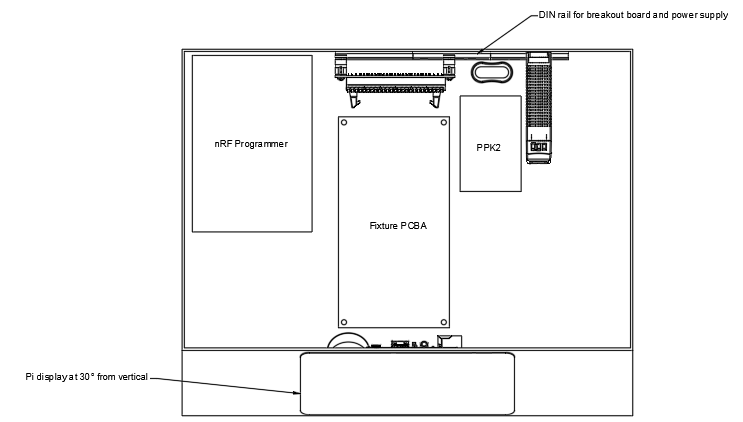 DIN rail for breakout board and power supply
nRF Programmer
PPK2
Fixture PCBA
Pi display at 30° from vertical